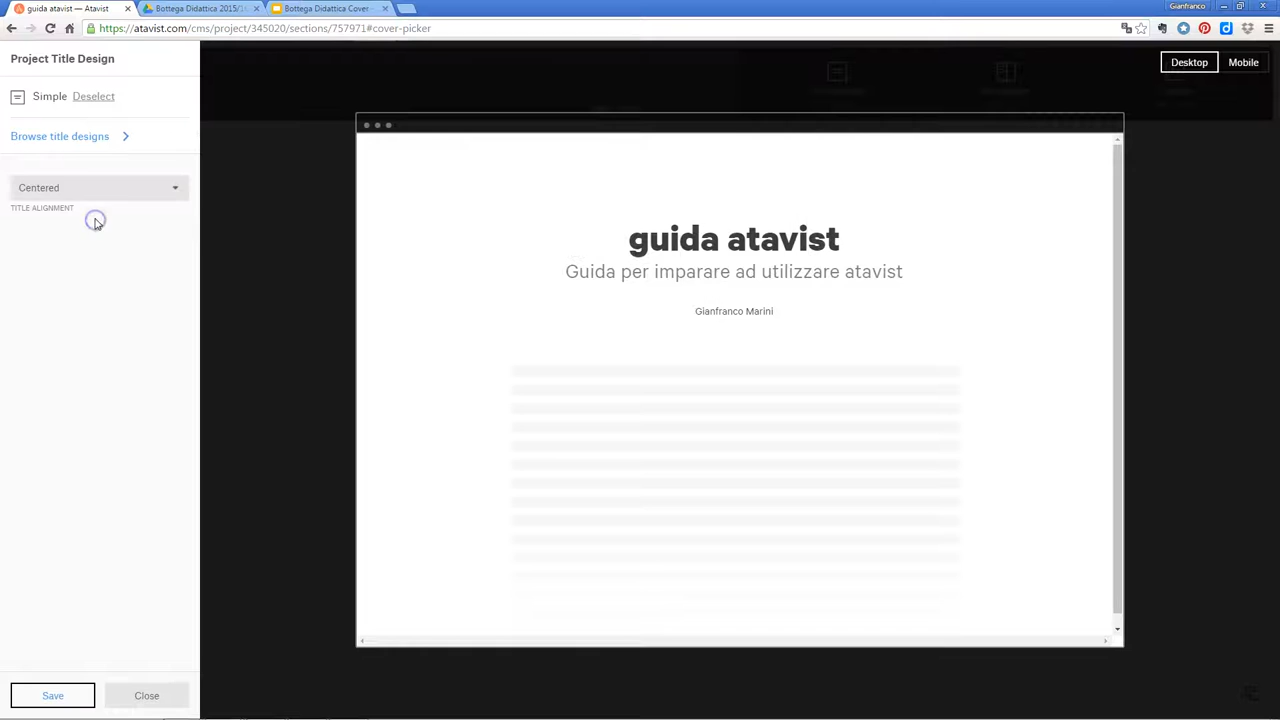 guida atavist — Atavist
Bottega Didattica 2015/1
Bottega Didattica Cover -
Gianfranco
https://atavist.com/cms/project/345020/sections/757971#cover-picker
Project Title Design
Desktop
Mobile
Simple Deselect
Browse title designs
Centered
TITLE ALIGNMENT
guida atavist
Guida per imparare ad utilizzare atavist
Gianfranco Marini
Save
Close